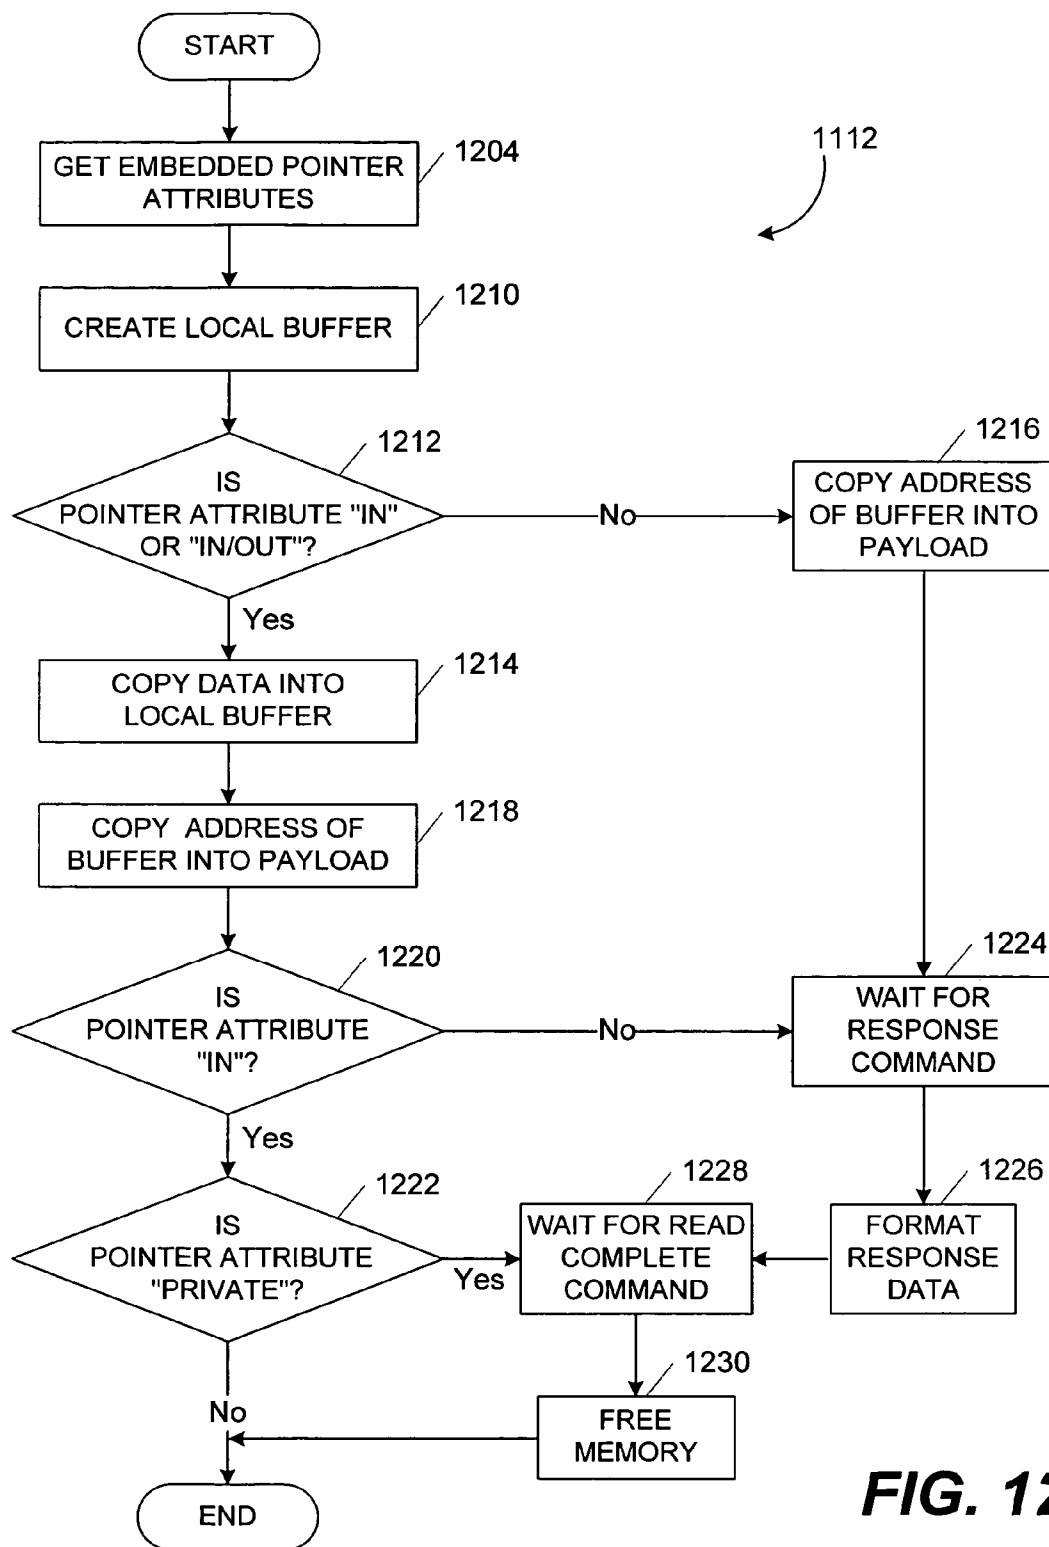 START
GET EMBEDDED POINTER
ATTRIBUTES
1204
1112
CREATE LOCAL BUFFER
1210
IS
POINTER ATTRIBUTE "IN"
OR "IN/OUT"?
1212
No
COPY ADDRESS
OF BUFFER INTO
PAYLOAD
1216
Yes
COPY DATA INTO
LOCAL BUFFER
1214
COPY ADDRESS OF
BUFFER INTO PAYLOAD
1218
IS
POINTER ATTRIBUTE
"IN"?
1220
No
WAIT FOR
RESPONSE
COMMAND
1224
Yes
IS
POINTER ATTRIBUTE
"PRIVATE"?
1222
Yes
WAIT FOR READ
COMPLETE
COMMAND
1228
FORMAT
RESPONSE
DATA
1226
No
FREE
MEMORY
1230
END
FIG. 12